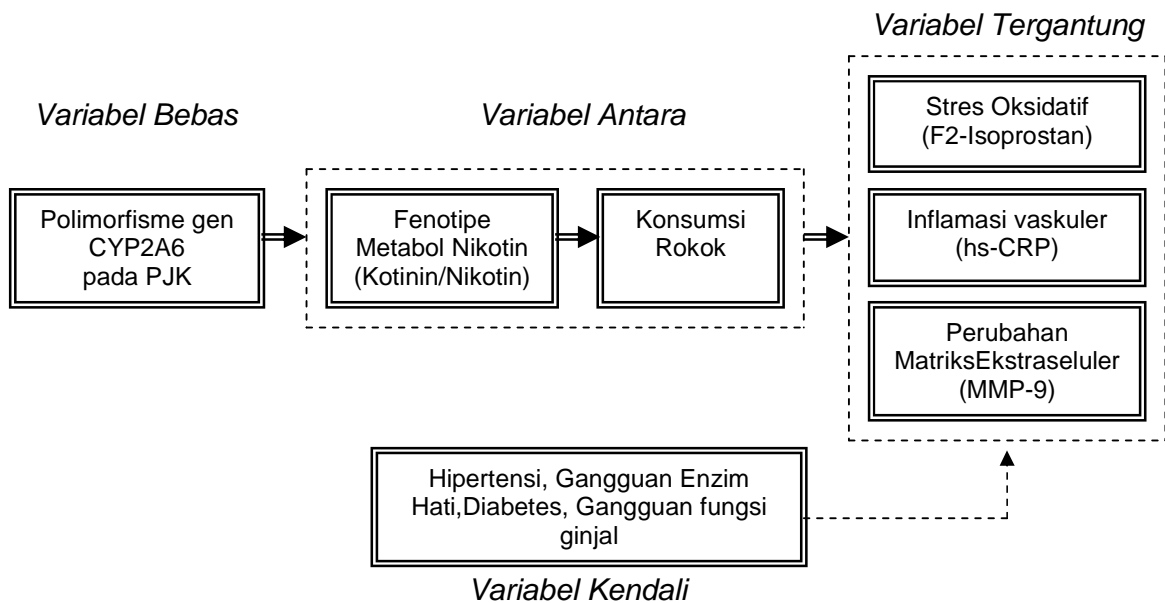 Variabel Tergantung
Variabel Bebas
Variabel Antara
Stres Oksidatif
(F2-Isoprostan)
Polimorfisme gen
CYP2A6
pada PJK
Fenotipe
Metabol Nikotin
(Kotinin/Nikotin)
Konsumsi
Rokok
Inflamasi vaskuler
(hs-CRP)
Perubahan
MatriksEkstraseluler
(MMP-9)
Hipertensi, Gangguan Enzim
Hati,Diabetes, Gangguan fungsi
ginjal
Variabel Kendali